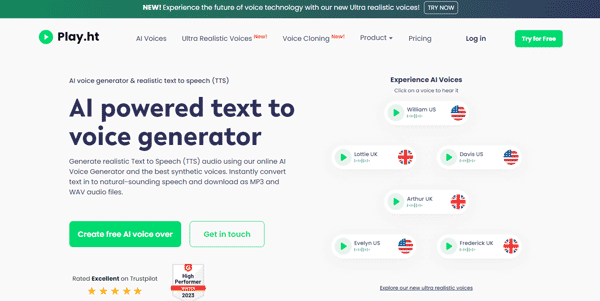 NEW! Experience the future of voice technology with our new Ultra realistic voices! TRY NOW
Play.ht
AI Voices Ultra Realistic Voices New! Voice Cloning New! Product Pricing Log in Try for Free
AI voice generator & realistic text to speech (TTS)
AI powered text to
voice generator
Generate realistic Text to Speech (TTS) audio using our online AI
Voice Generator and the best synthetic voices. Instantly convert
text in to natural-sounding speech and download as MP3 and
WAV audio files.
Create free AI voice over
Get in touch
Rated Excellent on Trustpilot
High
Performer
2023
Experience AI Voices
Click on a voice to hear it
William US
Lottie UK
Davis US
Arthur UK
Evelyn US
Frederick UK
Explore our new ultra realistic voices